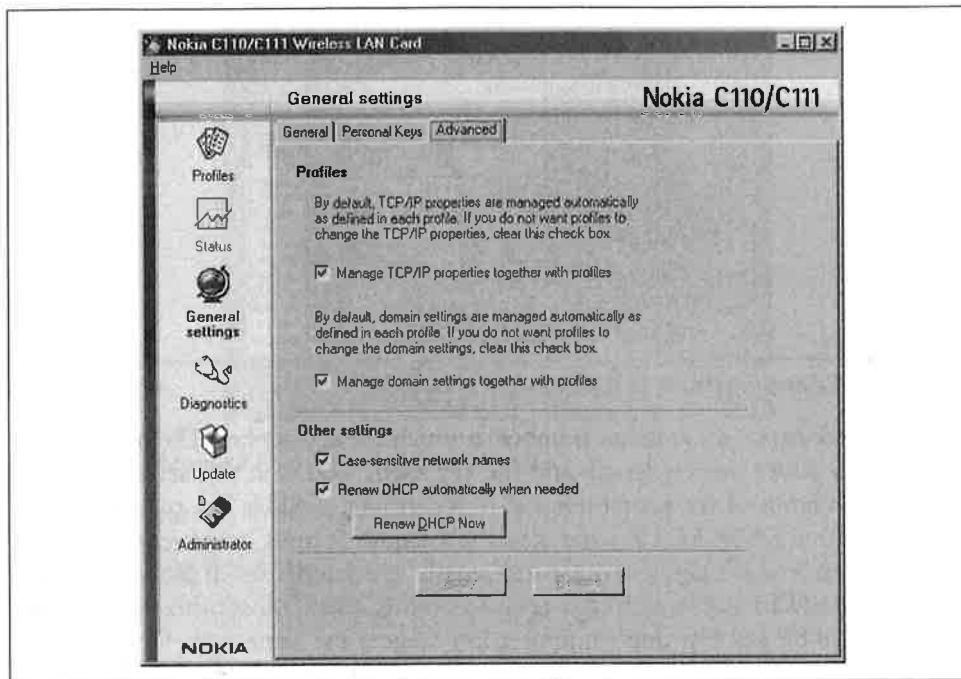 Nokia C110/C111 Wireless LAN Card
Help
General settings
Nokia C110/C111
General
Personal Keys
Advanced
Profiles
Status
General
settings
Diagnostics
Update
D
Administrator
NOKIA
Profiles
By default, TCP/IP properties are managed automatically
as defined in each profile. If you do not want profiles to
change the TCP/IP properties, clear this check box.
Manage TCP/IP properties together with profiles
By default, domain settings are managed automatically as
defined in each profile. If you do not want profiles to
change the domain settings, clear this check box.
Manage domain settings together with profiles
Other settings
Case-sensitive network names
Renew DHCP automatically when needed
Renew DHCP Now